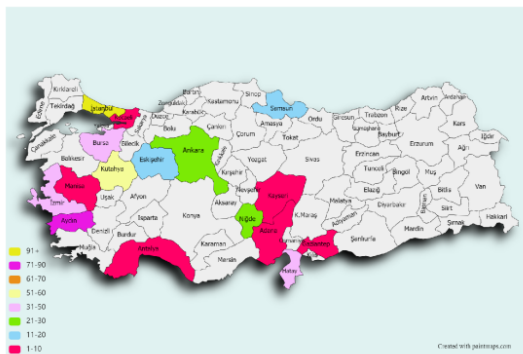 Kırklareli
Edirne
Tekirdağ
İstanbul
Çanakkale
Balıkesir
Bursa
Bilecik
Sakarya
Düzce
Bolu
Zonguldak
Bartın
Karabük
Kastamonu
Sinop
Samsun
Çankırı
Çorum
Amasya
Tokat
Ordu
Giresun
Gümüşhane
Trabzon
Bayburt
Rize
Artvin
Ardahan
Kars
Iğdır
Ağrı
Erzurum
Erzincan
Tunceli
Bingöl
Muş
Bitlis
Van
Hakkari
Şırnak
Siirt
Batman
Mardin
Diyarbakır
Elazığ
Malatya
Adıyaman
Şanlıurfa
Gaziantep
K.Maraş
Osmaniye
Hatay
Adana
Kayseri
Sivas
Yozgat
Kırıkkale
Kırşehir
Nevşehir
Niğde
Aksaray
Ankara
Eskişehir
Kütahya
Manisa
İzmir
Uşak
Afyon
Aydın
Denizli
Muğla
Burdur
Isparta
Antalya
Konya
Karaman
Mersin
91+
71-90
61-70
51-60
31-50
21-30
11-20
1-10
Created with paintmaps.com